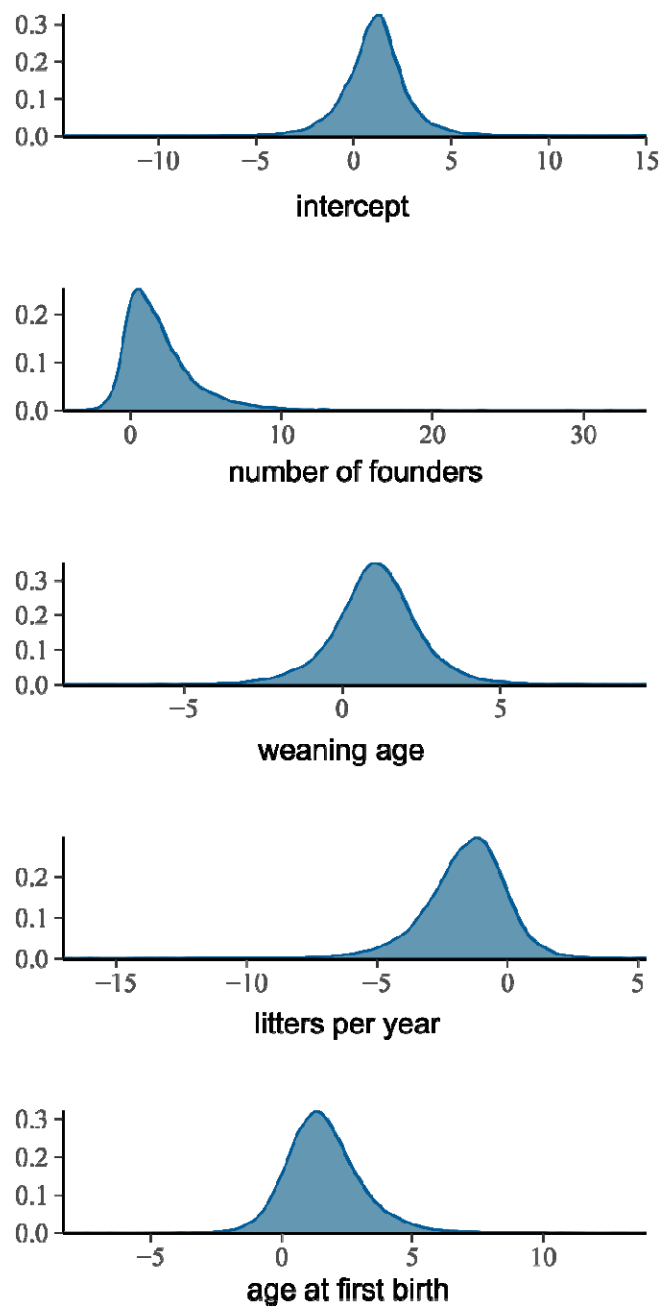 0.3
0.2
0.1
0.0
−10 −5 0 5 10 15
intercept
0.2
0.1
0.0
0 10 20 30
number of founders
0.3
0.2
0.1
0.0
−5 0 5
weaning age
0.2
0.1
0.0
−15 −10 −5 0 5
litters per year
0.3
0.2
0.1
0.0
−5 0 5 10
age at first birth